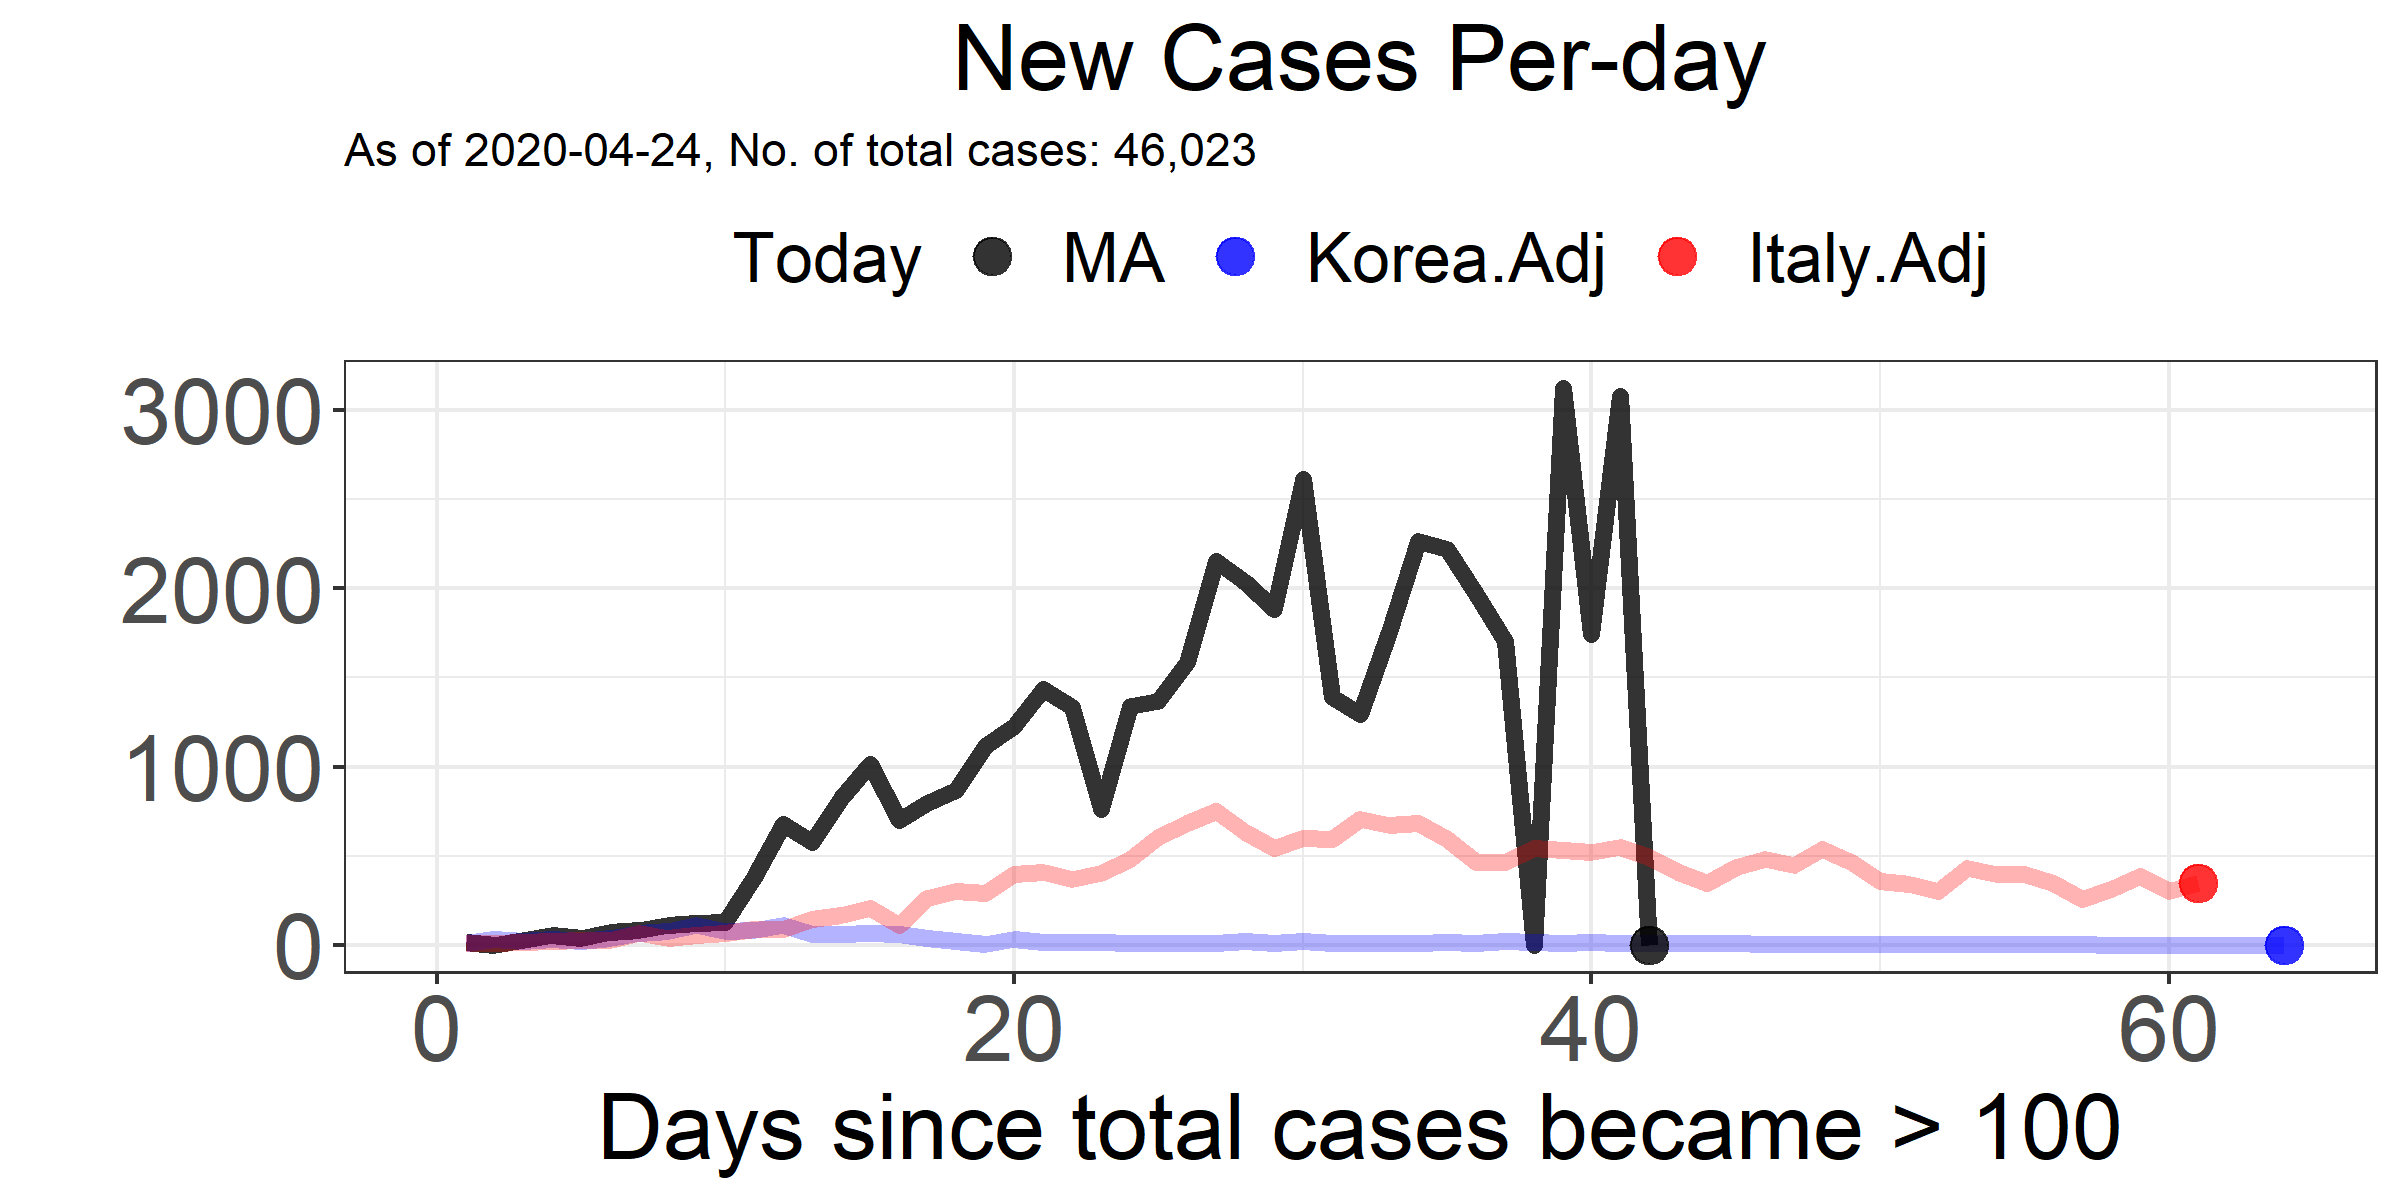 New Cases Per-day
As of 2020-04-24, No. of total cases: 46,023
Today MA Korea.Adj Italy.Adj
3000
2000
1000
0
0 20 40 60
Days since total cases became > 100